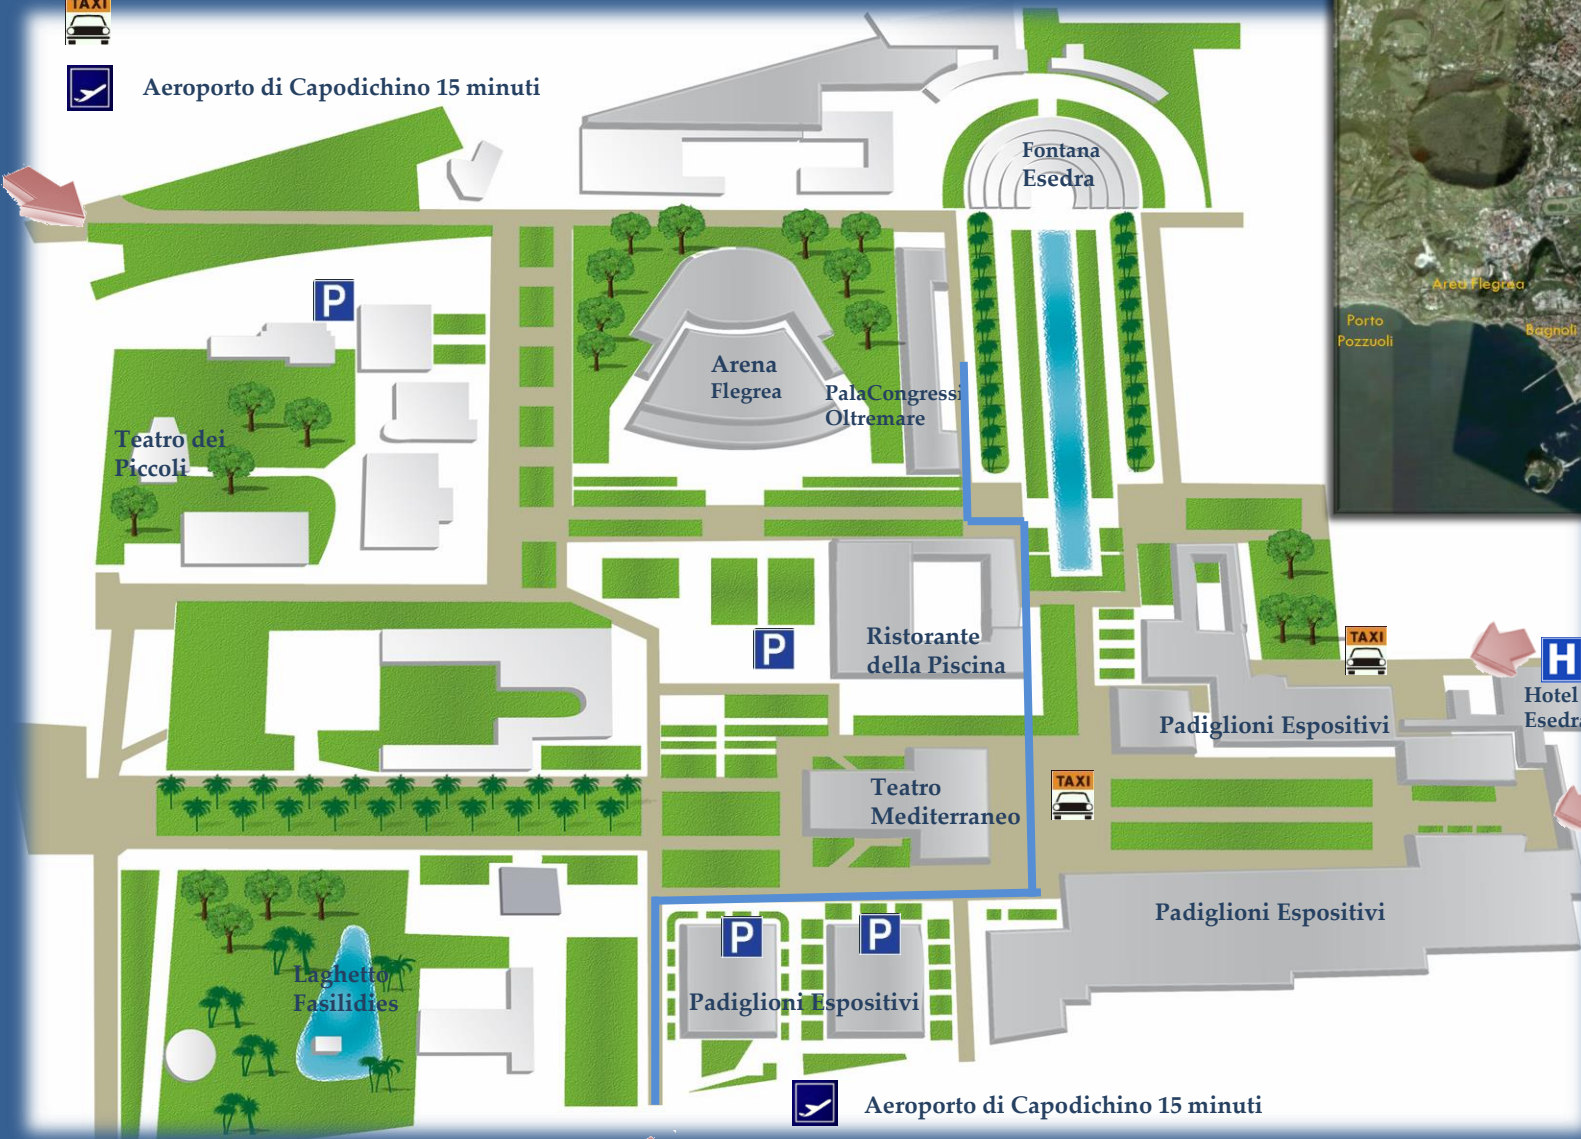 TAXI
Aeroporto di Capodichino 15 minuti
Fontana
Esedra
Area Flegrea
Porto
Pozzuoli
Bagnoli
P
Arena
Flegrea
PalaCongressi
Oltremare
Teatro dei
Piccoli
P
Ristorante
della Piscina
TAXI
H
Hotel
Esedra
Padiglioni Espositivi
Teatro
Mediterraneo
TAXI
Padiglioni Espositivi
P
P
Laghetto
Fasilidies
Padiglioni Espositivi
Aeroporto di Capodichino 15 minuti